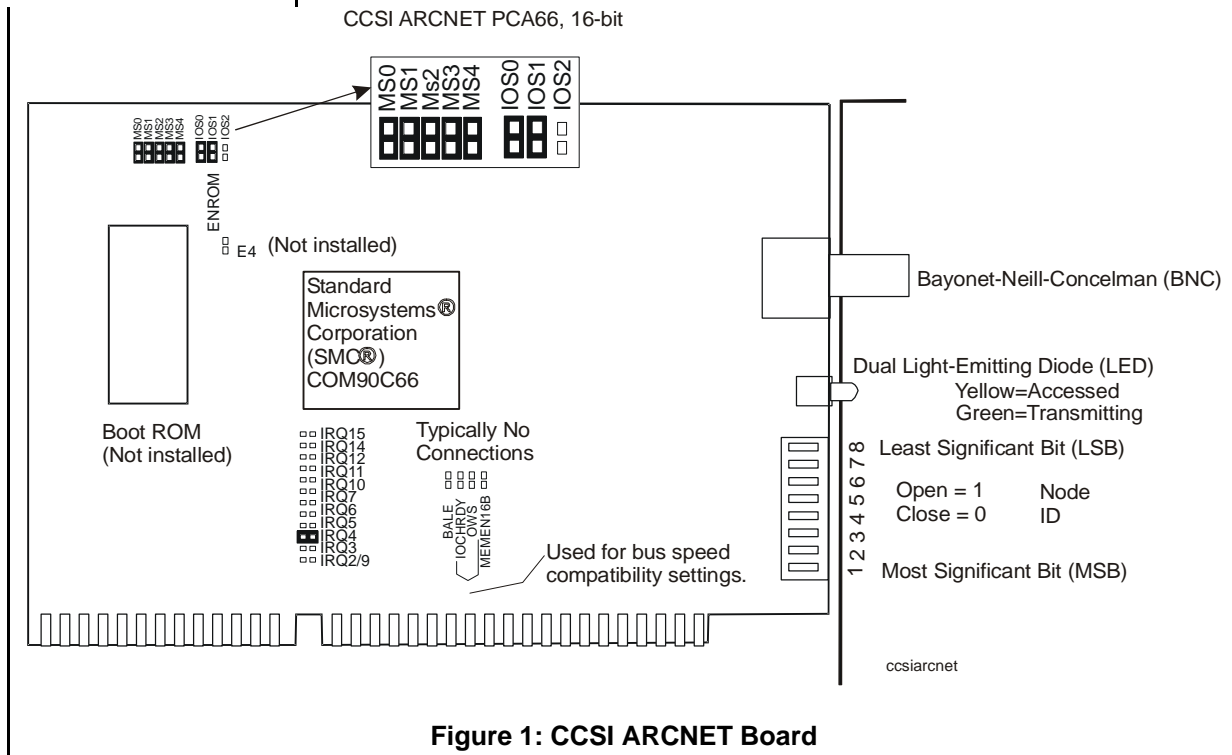 CCSI ARCNET PCA66, 16-bit
MS0
MS1
Ms2
MS3
MS4
IOS0
IOS1
IOS2
MS0
MS1
MS2
MS3
MS4
IOS0
IOS1
IOS2
ENROM
E4 (Not installed)
Standard
Microsystems®
Corporation
(SMC®)
COM90C66
Bayonet-Neill-Concelman (BNC)
Dual Light-Emitting Diode (LED)
Yellow=Accessed
Green=Transmitting
Boot ROM
(Not installed)
IRQ15
IRQ14
IRQ12
IRQ11
IRQ10
IRQ7
IRQ6
IRQ5
IRQ4
IRQ3
IRQ2/9
Typically No
Connections
BALE
IOCHRDY
OWS
MEMEN16B
Used for bus speed
compatibility settings.
1 2 3 4 5 6 7 8
Least Significant Bit (LSB)
Open = 1 Node
Close = 0 ID
Most Significant Bit (MSB)
ccsiarcnet
Figure 1: CCSI ARCNET Board